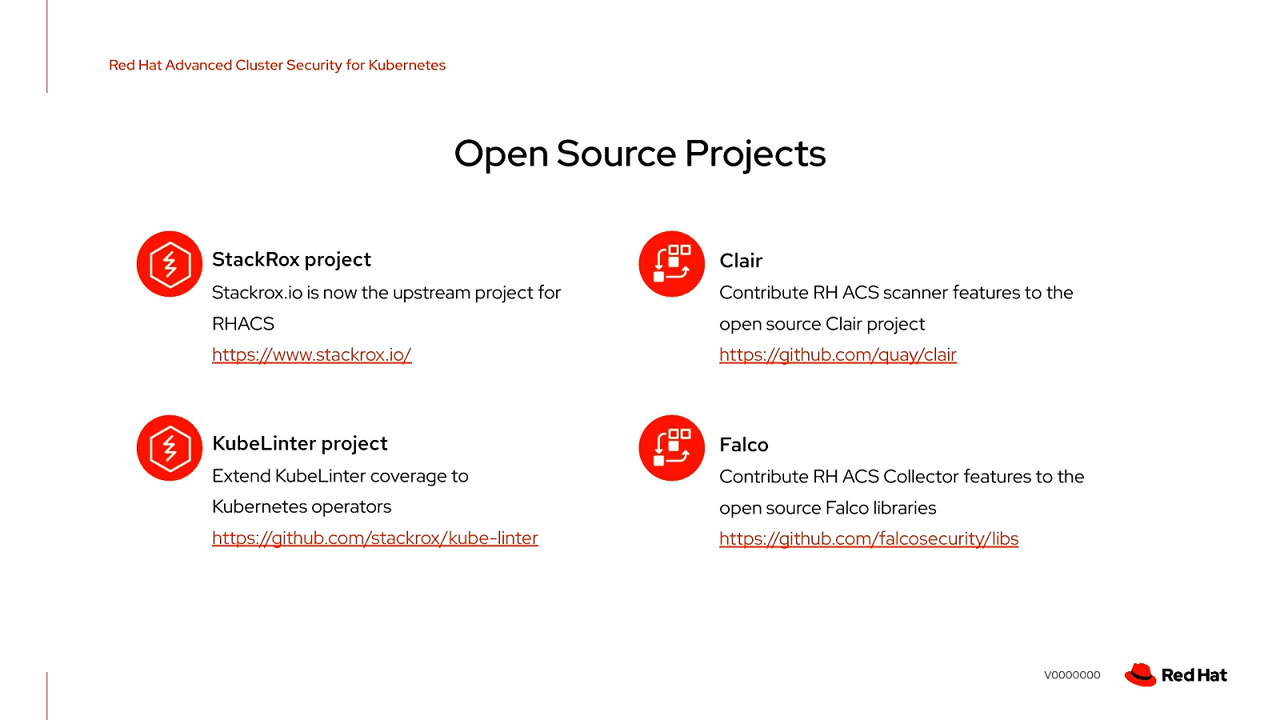 Red Hat Advanced Cluster Security for Kubernetes
Open Source Projects
StackRox project
Stackrox.io is now the upstream project for
RHACS
https://www.stackrox.io/
Clair
Contribute RH ACS scanner features to the
open source Clair project
https://github.com/quay/clair
KubeLinter project
Extend KubeLinter coverage to
Kubernetes operators
https://github.com/stackrox/kube-linter
Falco
Contribute RH ACS Collector features to the
open source Falco libraries
https://github.com/falcosecurity/libs
V0000000
Red Hat